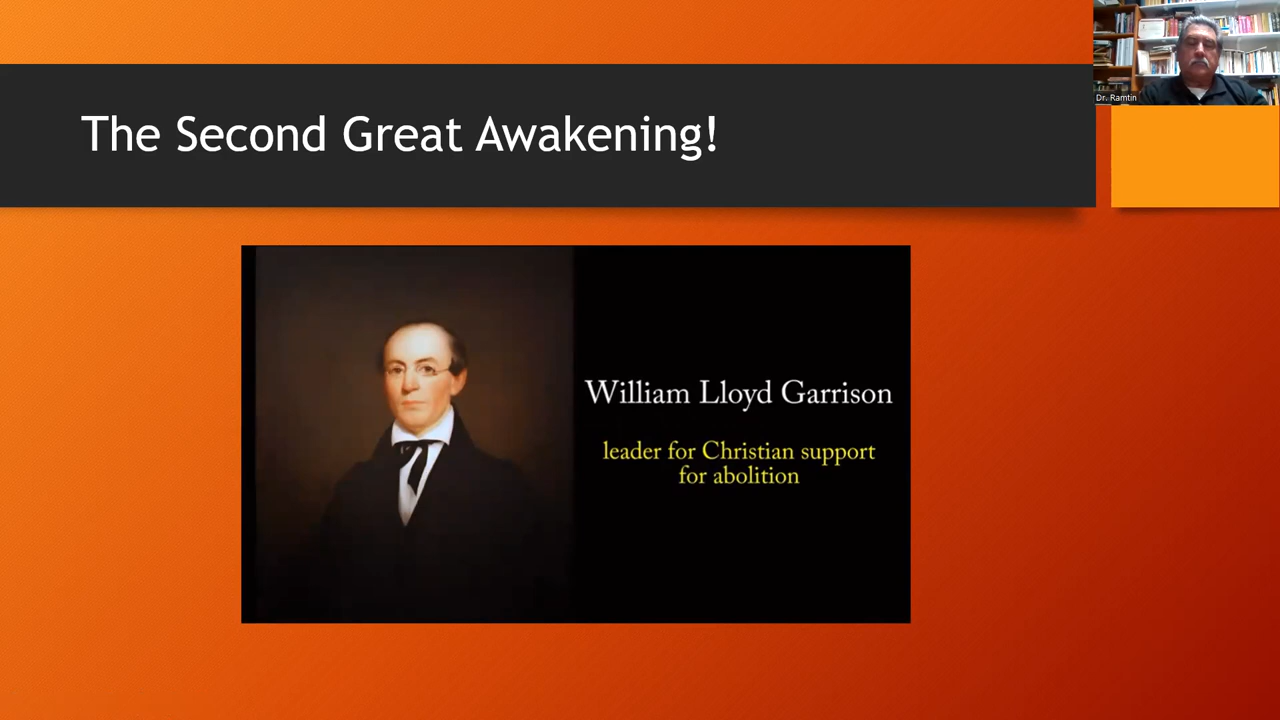 The Second Great Awakening!
Dr. Ramtin
William Lloyd Garrison
leader for Christian support
for abolition